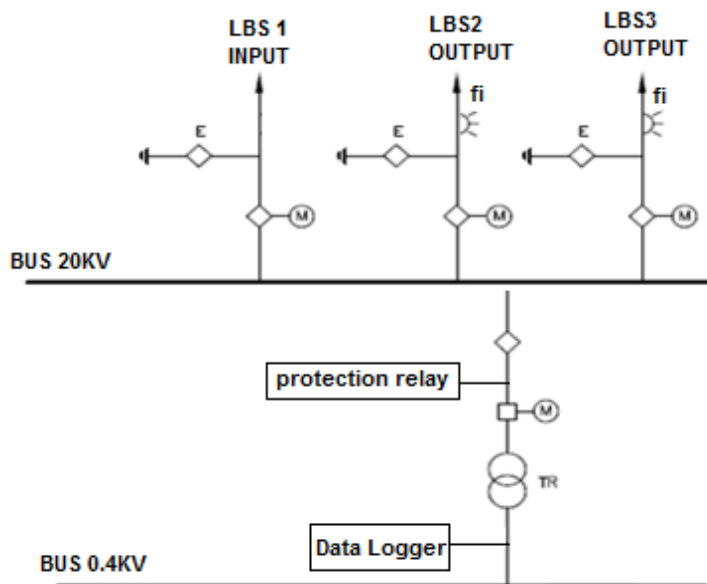 LBS 1
INPUT
LBS2
OUTPUT
LBS3
OUTPUT
fi
fi
E
E
E
M
M
M
BUS 20KV
protection relay
M
TR
Data Logger
BUS 0.4KV